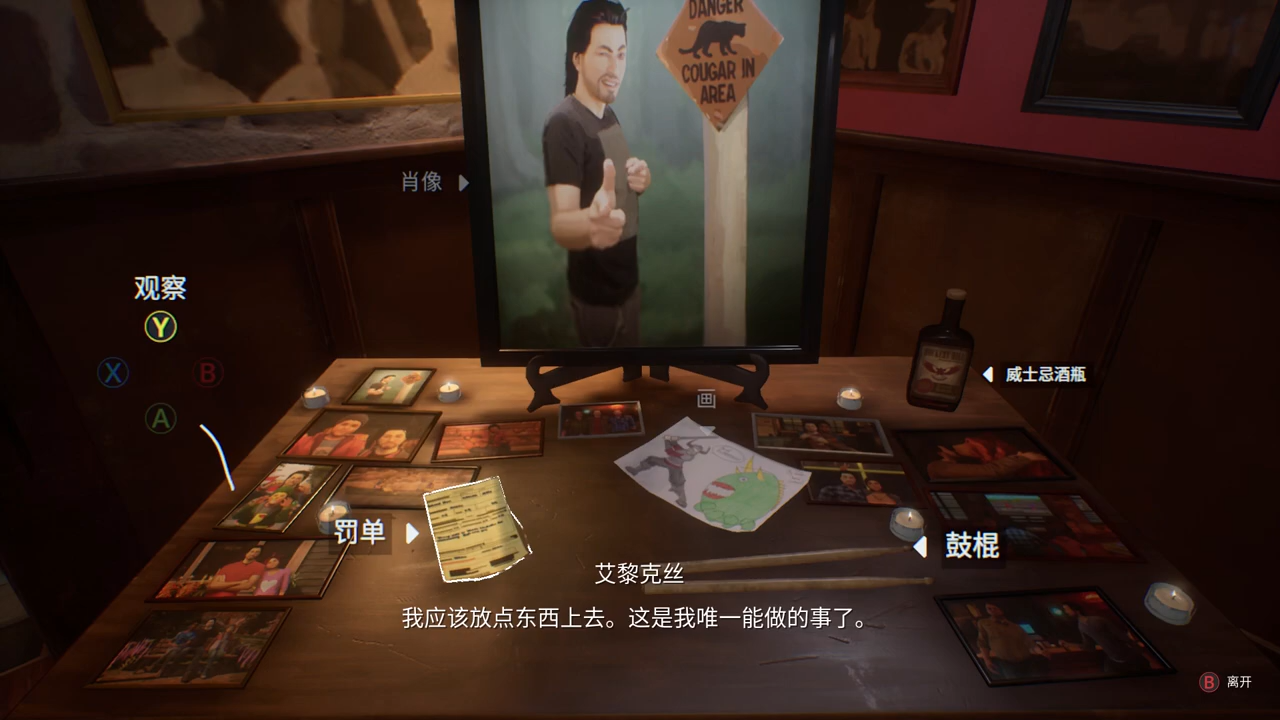 DANGER
COUGAR IN
AREA
肖像
观察
Y
X
B
A
威士忌酒瓶
画
罚单
鼓棍
艾黎克丝
我应该放点东西上去。这是我唯一能做的事了。
B 离开